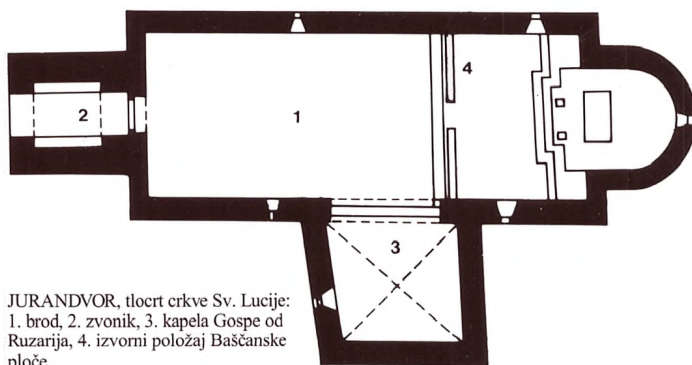 1
2
3
4
JURANDVOR, tlocrt crkve Sv. Lucije:
1. brod, 2. zvonik, 3. kapela Gospe od
Ruzarija, 4. izvorni položaj Baščanske
ploče